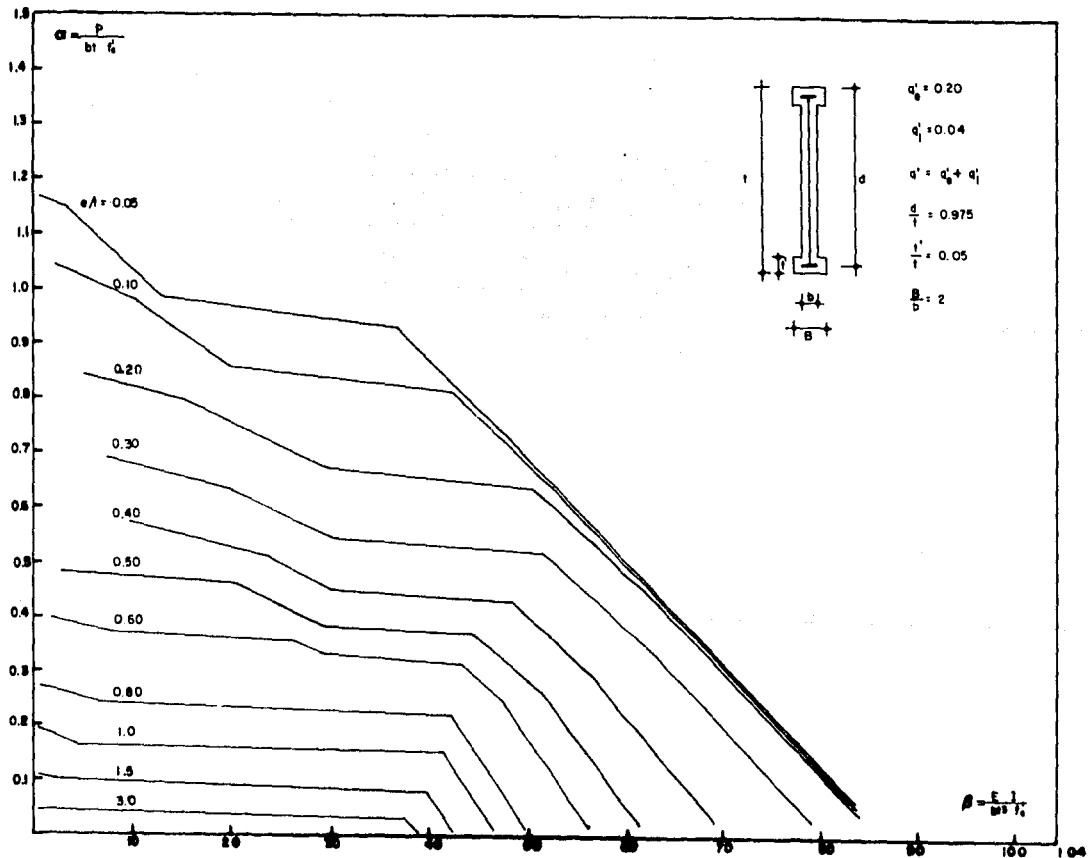 1.5
α = P / bt f'c
1.4
1.3
1.2
1.1
1.0
0.9
0.8
0.7
0.6
0.5
0.4
0.3
0.2
0.1
e/t = 0.05
0.10
0.20
0.30
0.40
0.50
0.60
0.80
1.0
1.5
3.0
t
d
t'
b
B
q'e = 0.20
q'i = 0.04
q' = q'e + q'i
d/t = 0.975
t'/t = 0.05
B/b = 2
β = E I / bt³ f'c
10
20
30
40
50
60
70
80
90
100
104